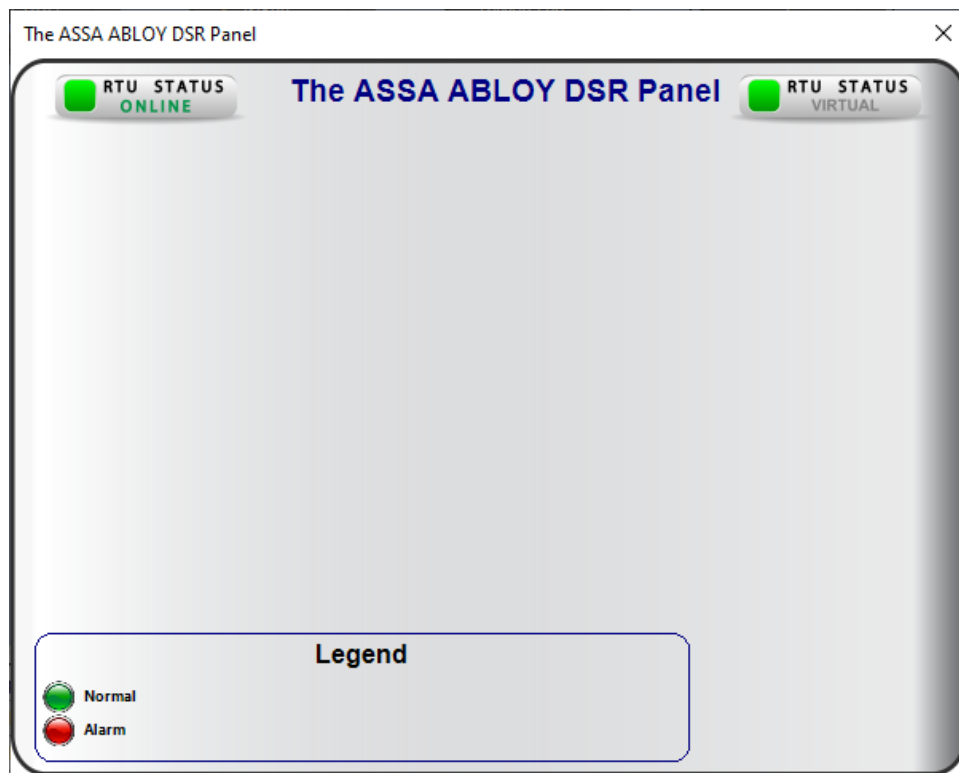 The ASSA ABLOY DSR Panel
RTU STATUS
ONLINE
The ASSA ABLOY DSR Panel
RTU STATUS
VIRTUAL
Legend
Normal
Alarm